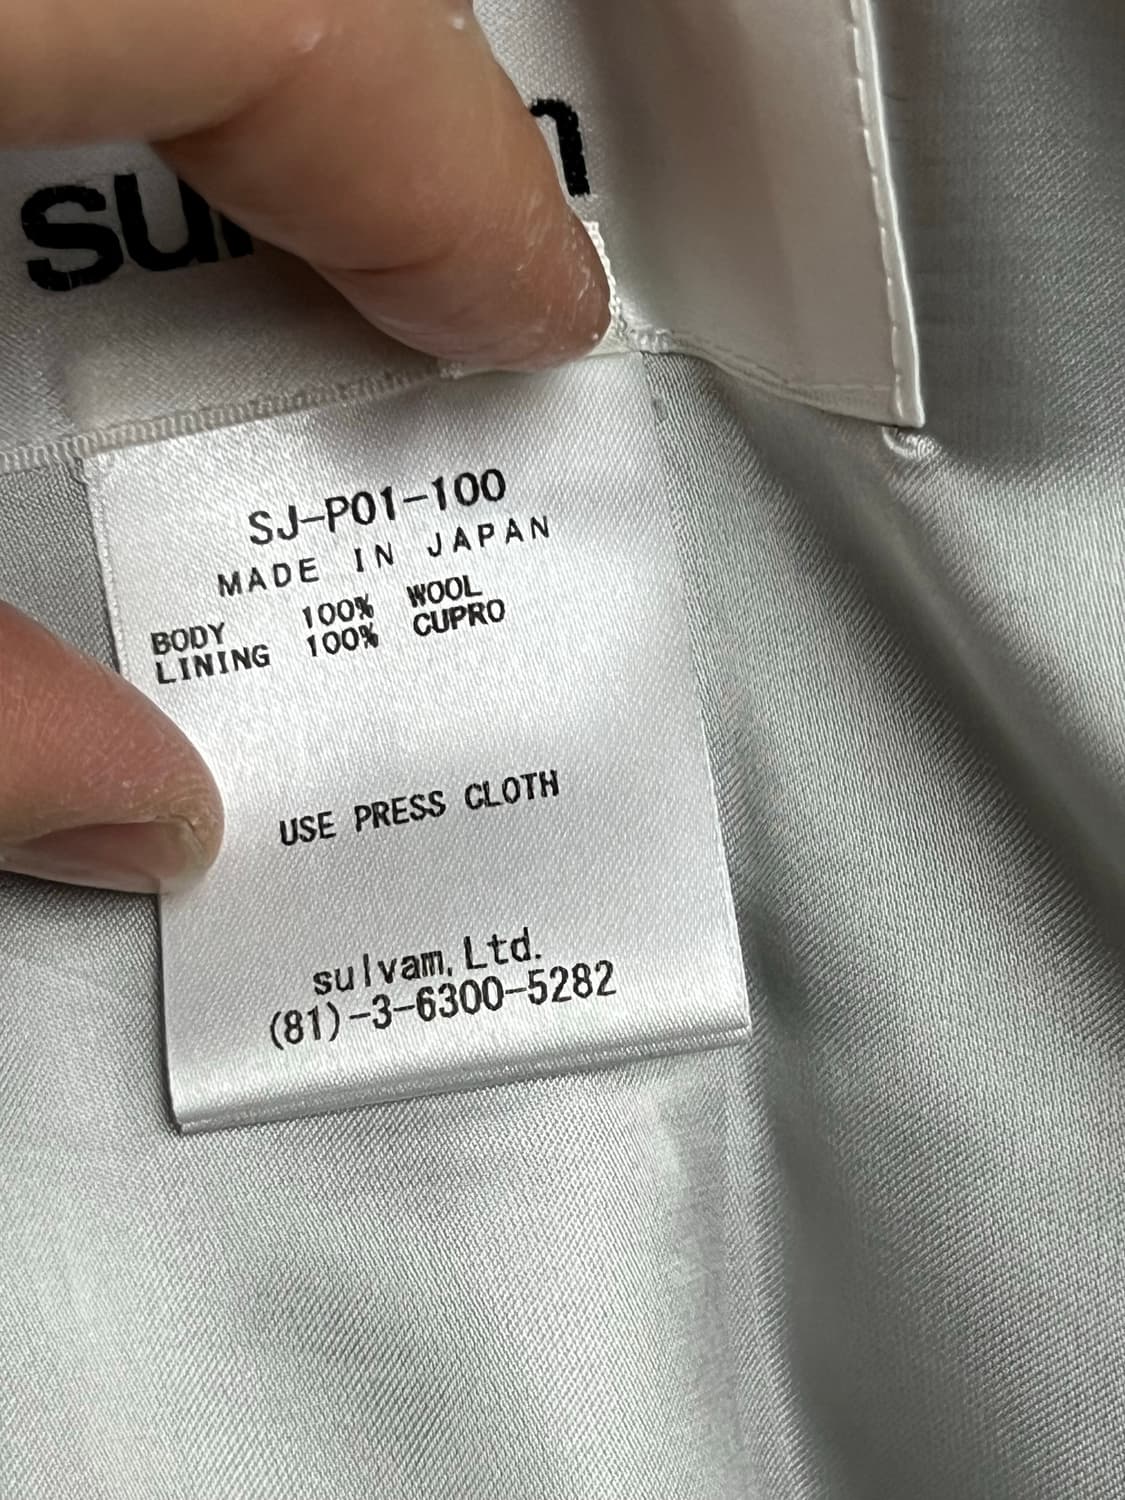 SJ-P01-100
MADE IN JAPAN
BODY 100% WOOL
LINING 100% CUPRO
USE PRESS CLOTH
sulvam, Ltd.
(81)-3-6300-5282